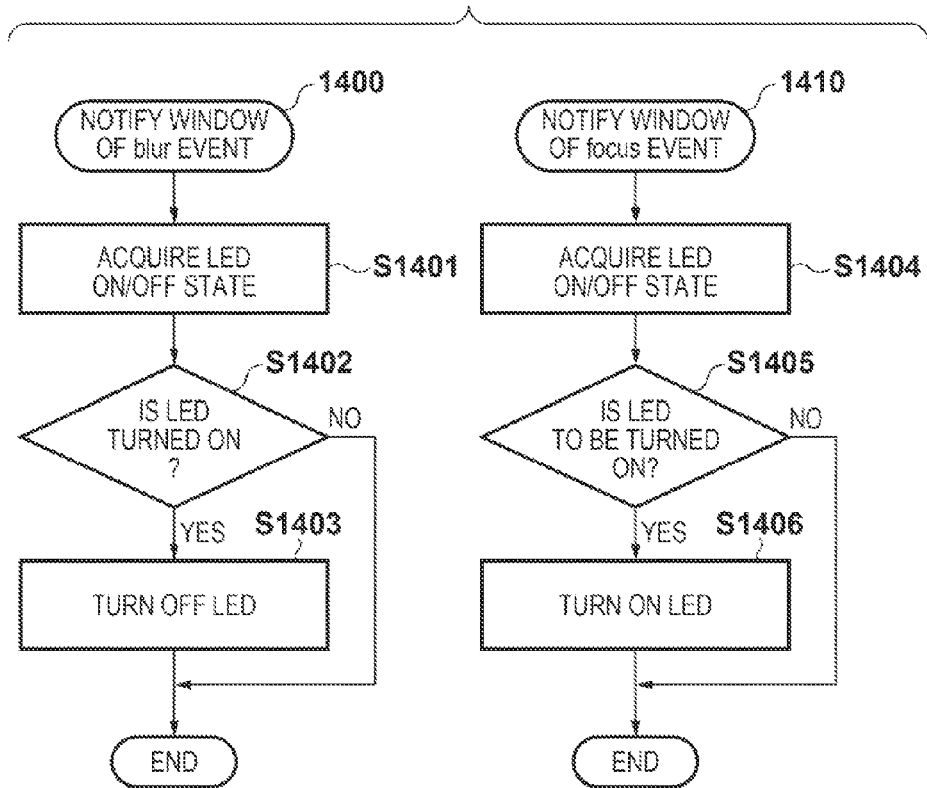 1400
NOTIFY WINDOW
OF blur EVENT
ACQUIRE LED
ON/OFF STATE
S1401
S1402
IS LED
TURNED ON
?
NO
YES
S1403
TURN OFF LED
END
1410
NOTIFY WINDOW
OF focus EVENT
ACQUIRE LED
ON/OFF STATE
S1404
S1405
IS LED
TO BE TURNED
ON?
NO
YES
S1406
TURN ON LED
END